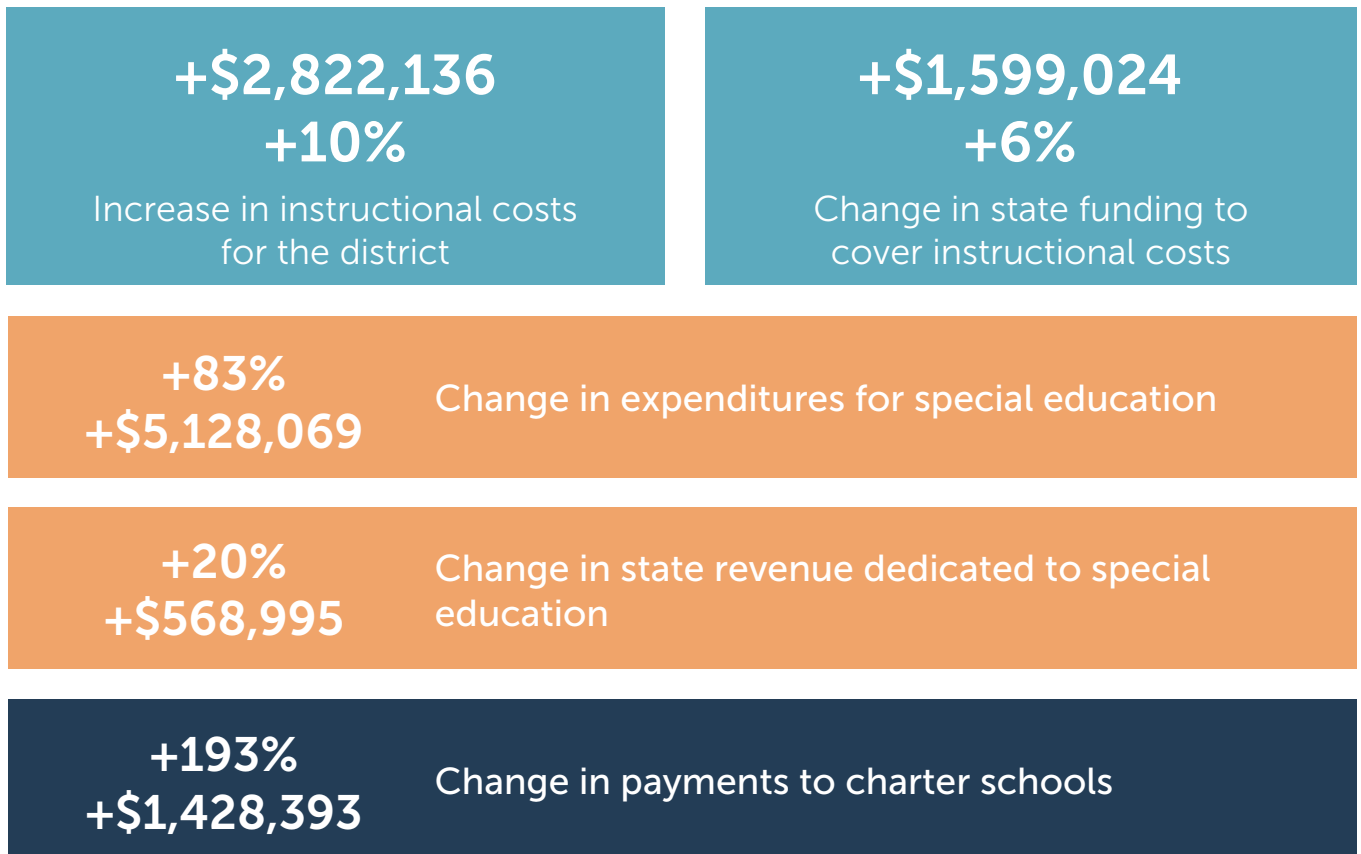 +$2,822,136
+10%
Increase in instructional costs
for the district
+$1,599,024
+6%
Change in state funding to
cover instructional costs
+83%
+$5,128,069
Change in expenditures for special education
+20%
+$568,995
Change in state revenue dedicated to special
education
+193%
+$1,428,393
Change in payments to charter schools